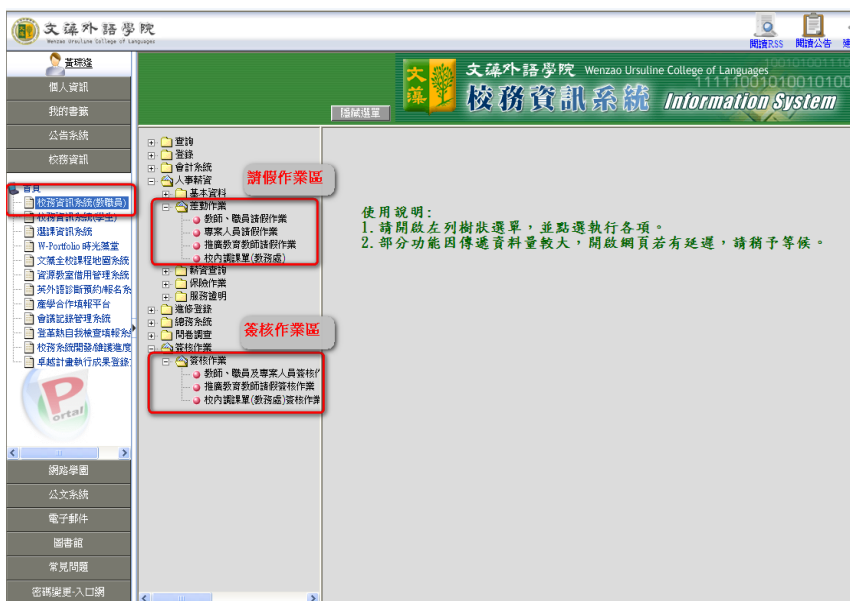 文藻外語學院
Wenzao Ursuline College of Languages
閱讀RSS
閱讀公告
黃琮逢
個人資訊
我的書籤
公告系統
校務資訊
首頁
校務資訊系統(教職員)
校務資訊系統(學生)
選課資訊系統
W-Portfolio 時光藻堂
文藻全校課程地圖系統
資源教室借用管理系統
英外語診斷預約/報名系
產學合作填報平台
會議記錄管理系統
登革熱自我檢查填報系
校務系統開發/維護進度
卓越計畫執行成果登錄
Portal
網路學園
公文系統
電子郵件
圖書館
常見問題
密碼變更-入口網
文藻
文藻外語學院 Wenzao Ursuline College of Languages
校務資訊系統 Information System
隱藏選單
查詢
登錄
會計系統
人事薪資
請假作業區
基本資料
差勤作業
教師、職員請假作業
專案人員請假作業
推廣教育教師請假作業
校內調課單(教務處)
薪資查詢
保險作業
服務證明
進修登錄
總務系統
問卷調查
簽核作業區
簽核作業
簽核作業
教師、職員及專案人員簽核作
推廣教育教師請假簽核作業
校內調課單(教務處)簽核作業
使用說明:
1.請開啟左列樹狀選單，並點選執行各項。
2.部分功能因傳遞資料量較大，開啟網頁若有延遲，請稍予等候。